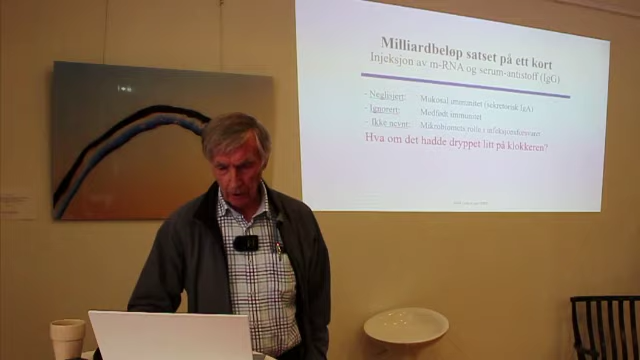 Milliardbeløp satset på ett kort
Injeksjon av m-RNA og serum-antistoff (IgG)
- Neglisjert: Mukosal immunitet (sekretorisk IgA)
- Ignorert: Medfødt immunitet
- Ikke nevnt: Mikrobiomets rolle i infeksjonsforsvaret
Hva om det hadde dryppet litt på klokkeren?